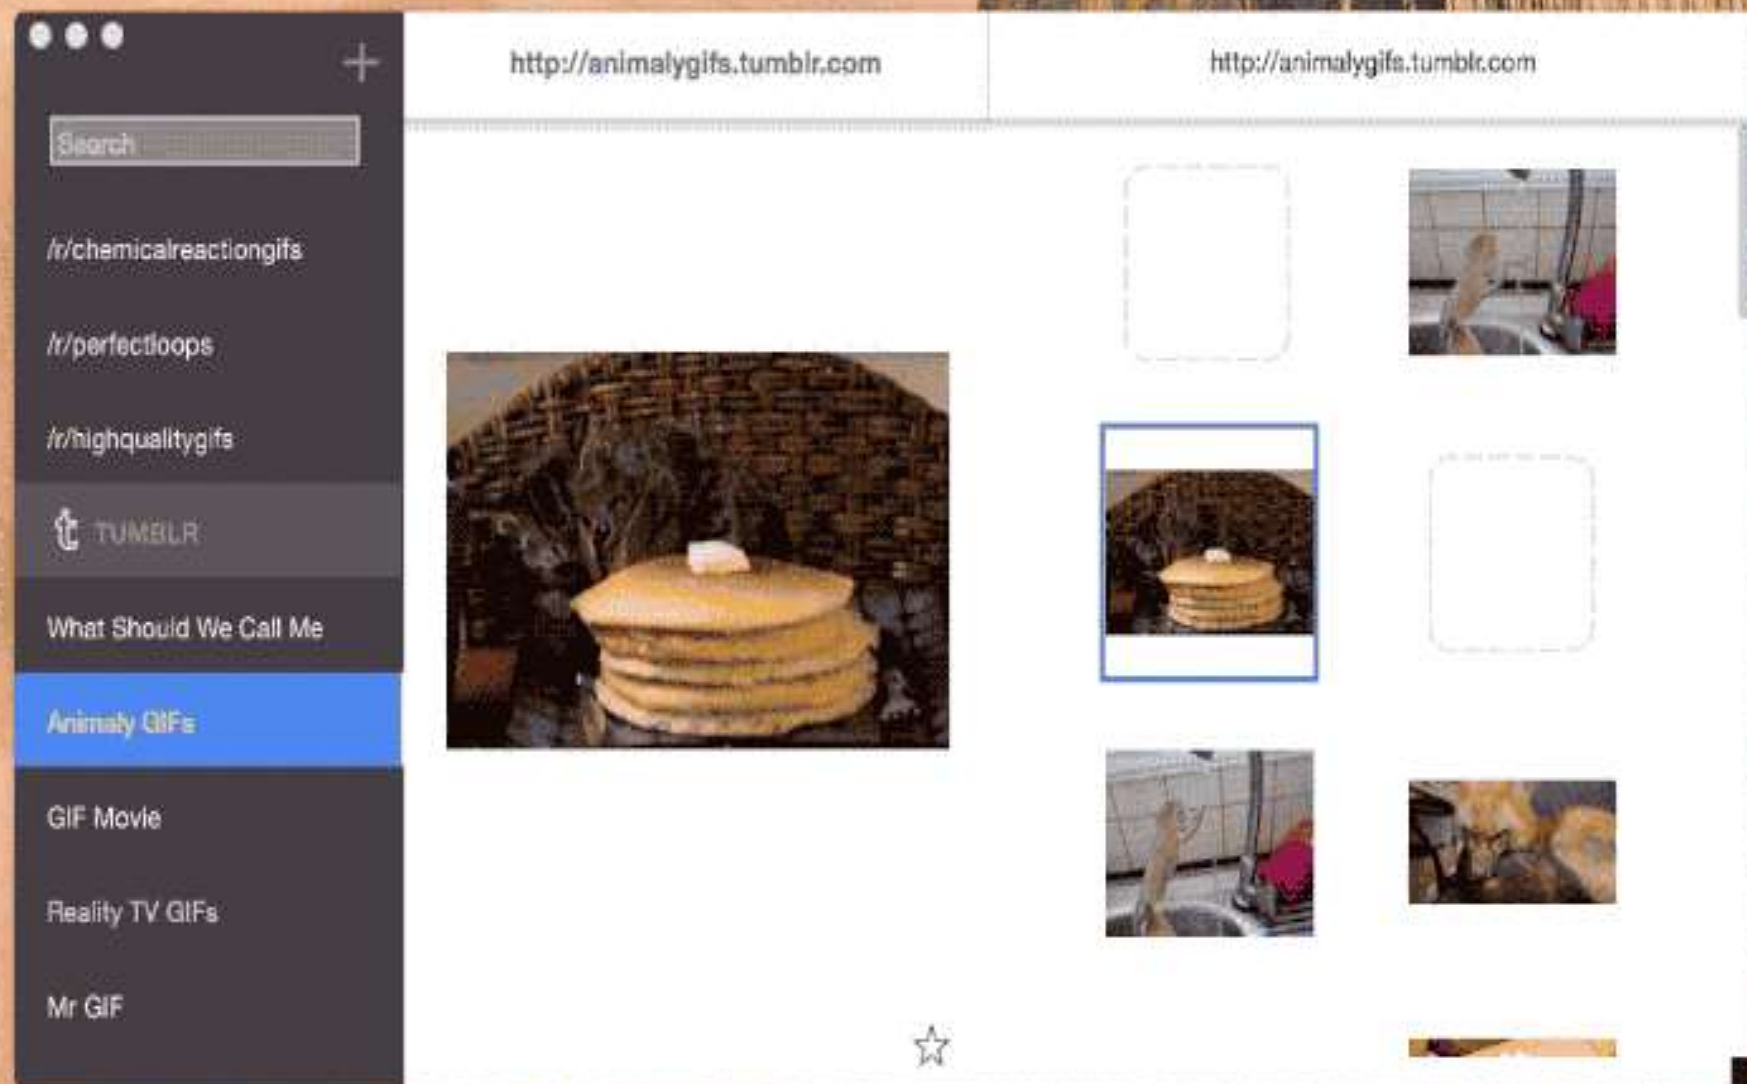 Search
/r/chemicalreactiongifs
/r/perfectloops
/r/highqualitygifs
t TUMBLR
What Should We Call Me
Animaly GIFs
GIF Movie
Reality TV GIFs
Mr GIF
http://animalygifs.tumblr.com
http://animalygifs.tumblr.com